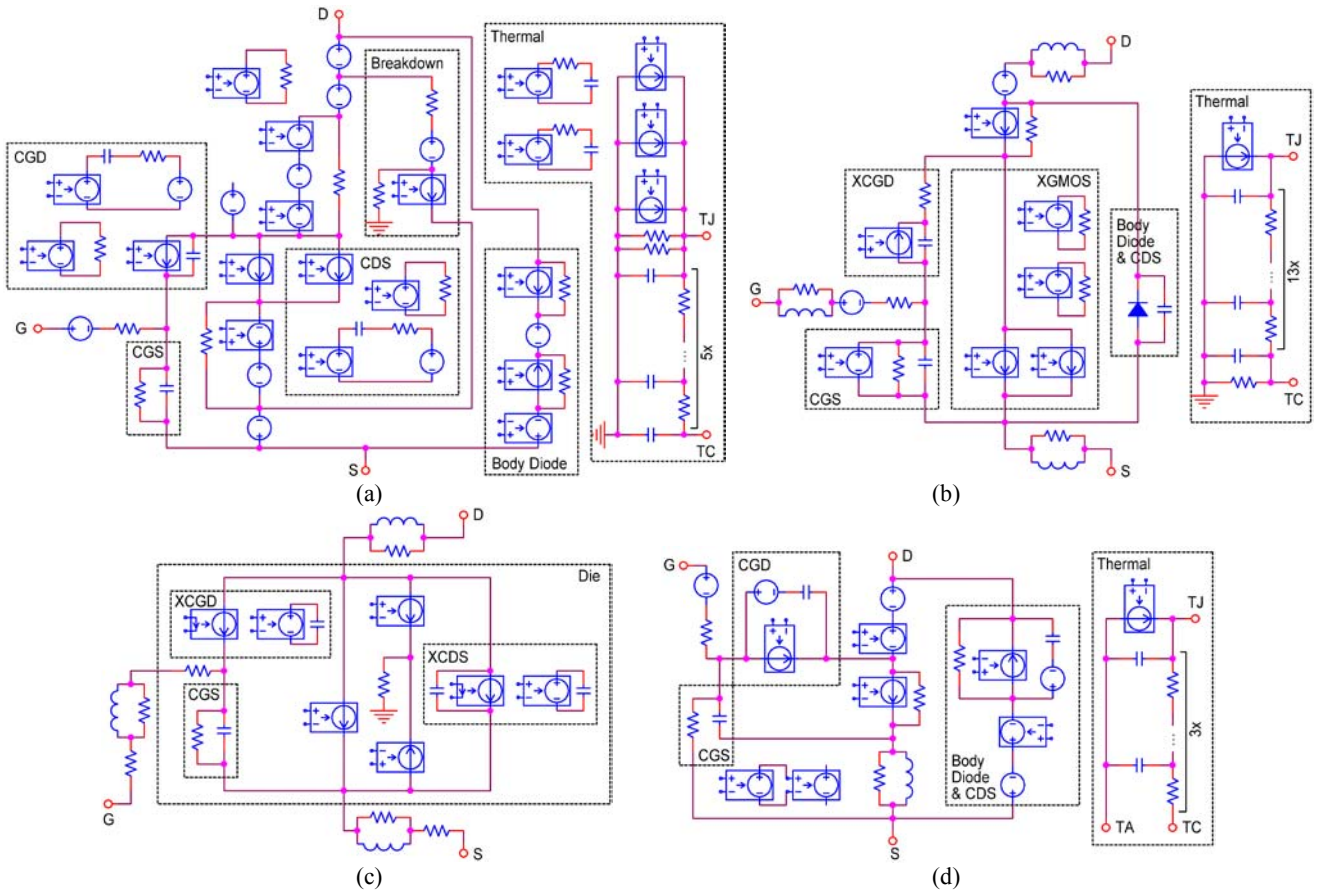 D
Breakdown
Thermal
CGD
CDS
TJ
G
CGS
5x
TC
Body Diode
S
(a)
D
Thermal
TJ
XCGD
XGMOS
Body
Diode
& CDS
G
13x
CGS
TC
S
(b)
D
Die
XCGD
XCDS
CGS
G
S
(c)
G
CGD
D
Thermal
TJ
3x
CGS
Body
Diode
& CDS
TA
TC
S
(d)